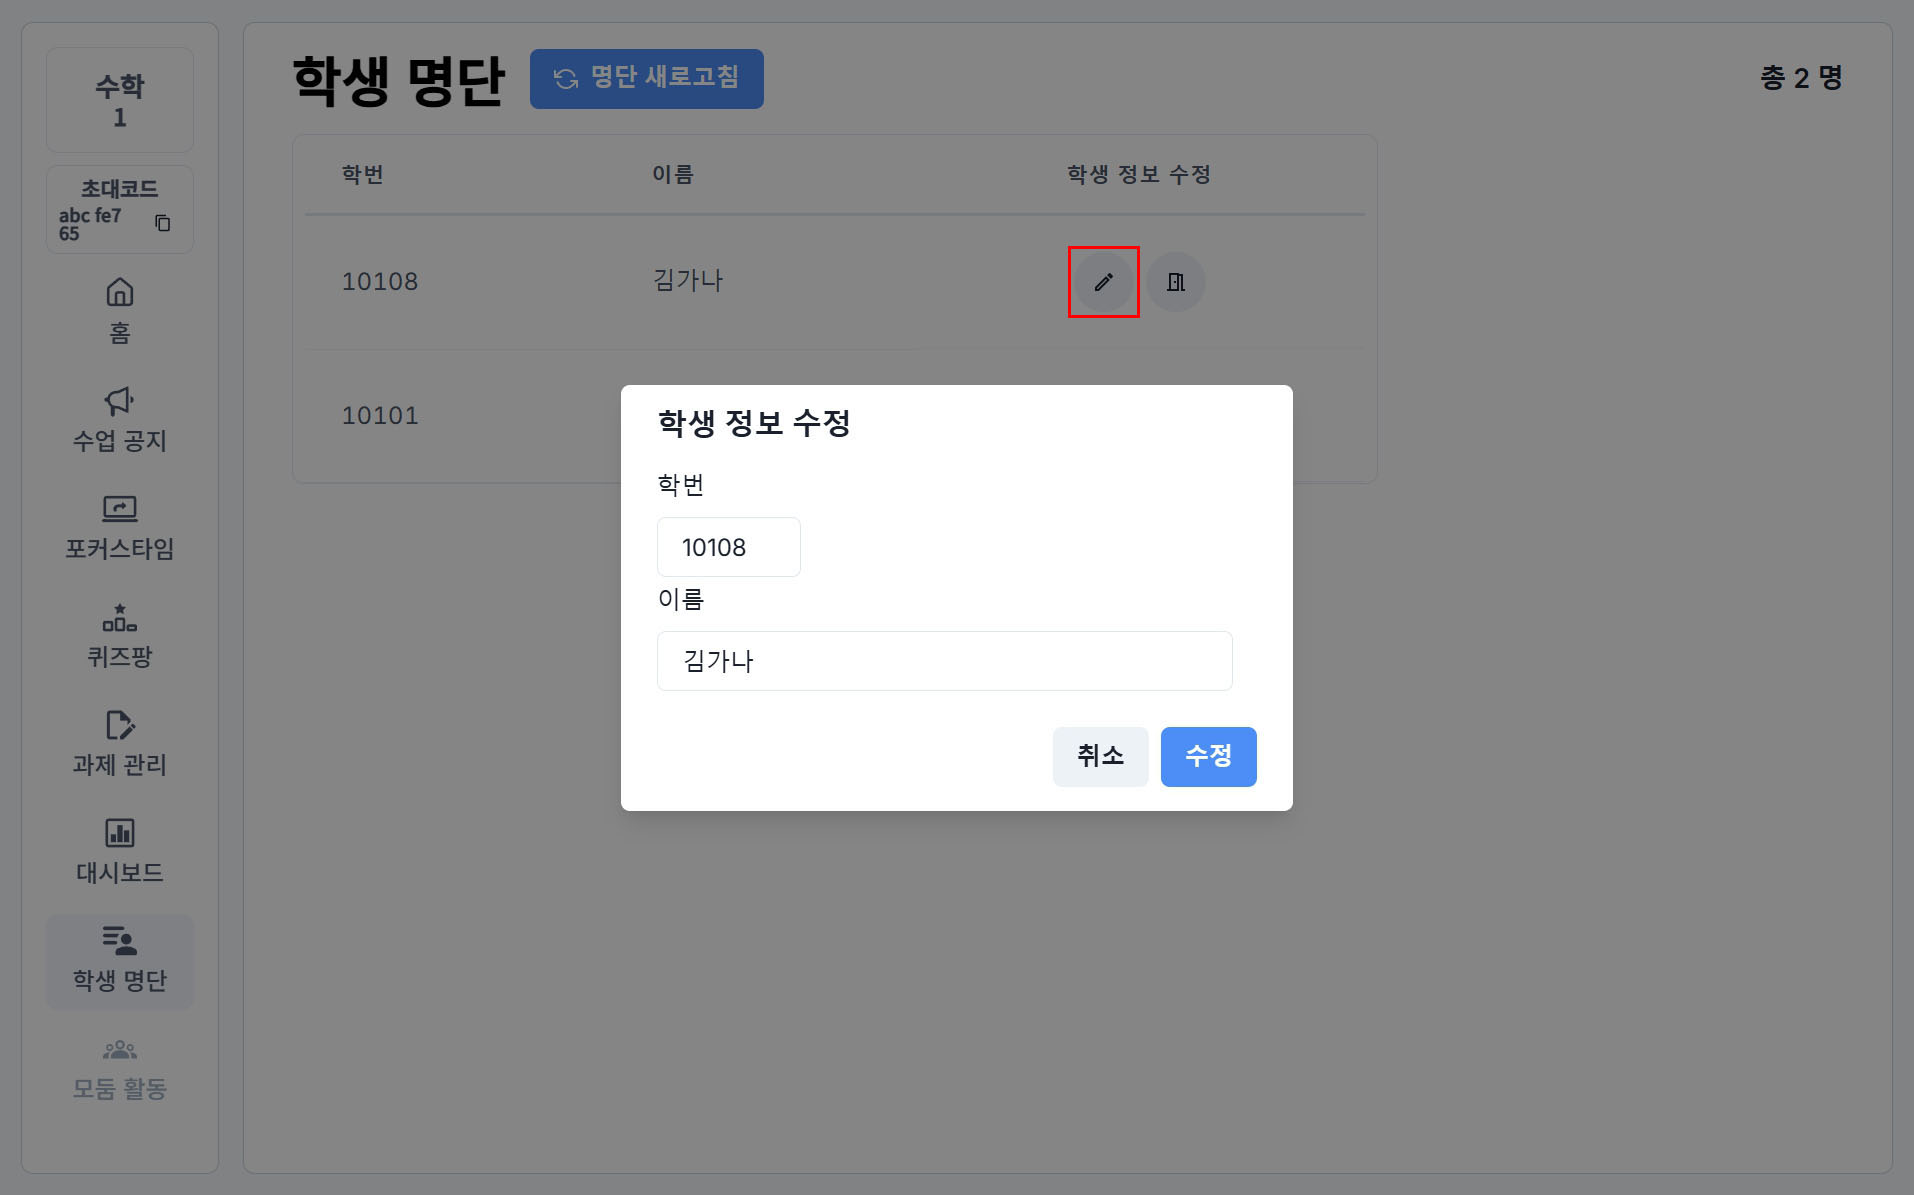 수학
1
초대코드
abc fe7
65
홈
수업 공지
포커스타임
퀴즈팡
과제 관리
대시보드
학생 명단
모둠 활동
학생 명단
명단 새로고침
총 2 명
학번 이름 학생 정보 수정
10108 김가나
10101
학생 정보 수정
학번
10108
이름
김가나
취소 수정